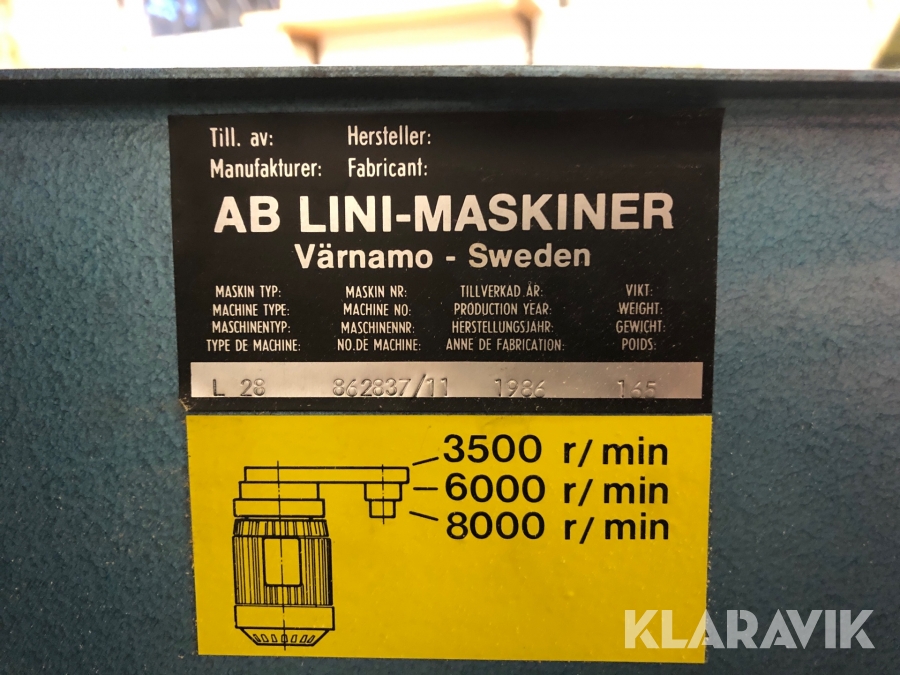 Till. av: Hersteller:
Manufakturer: Fabricant:
AB LINI-MASKINER
Värnamo - Sweden
MASKIN TYP: MASKIN NR: TILLVERKAD ÅR: VIKT:
MACHINE TYPE: MACHINE NO: PRODUCTION YEAR: WEIGHT:
MASCHINENTYP: MASCHINENNR: HERSTELLUNGSJAHR: GEWICHT:
TYPE DE MACHINE: NO. DE MACHINE: ANNE DE FABRICATION: POIDS:
L 28 862837/11 1986 165
3500 r/min
6000 r/min
8000 r/min
KLARAVIK